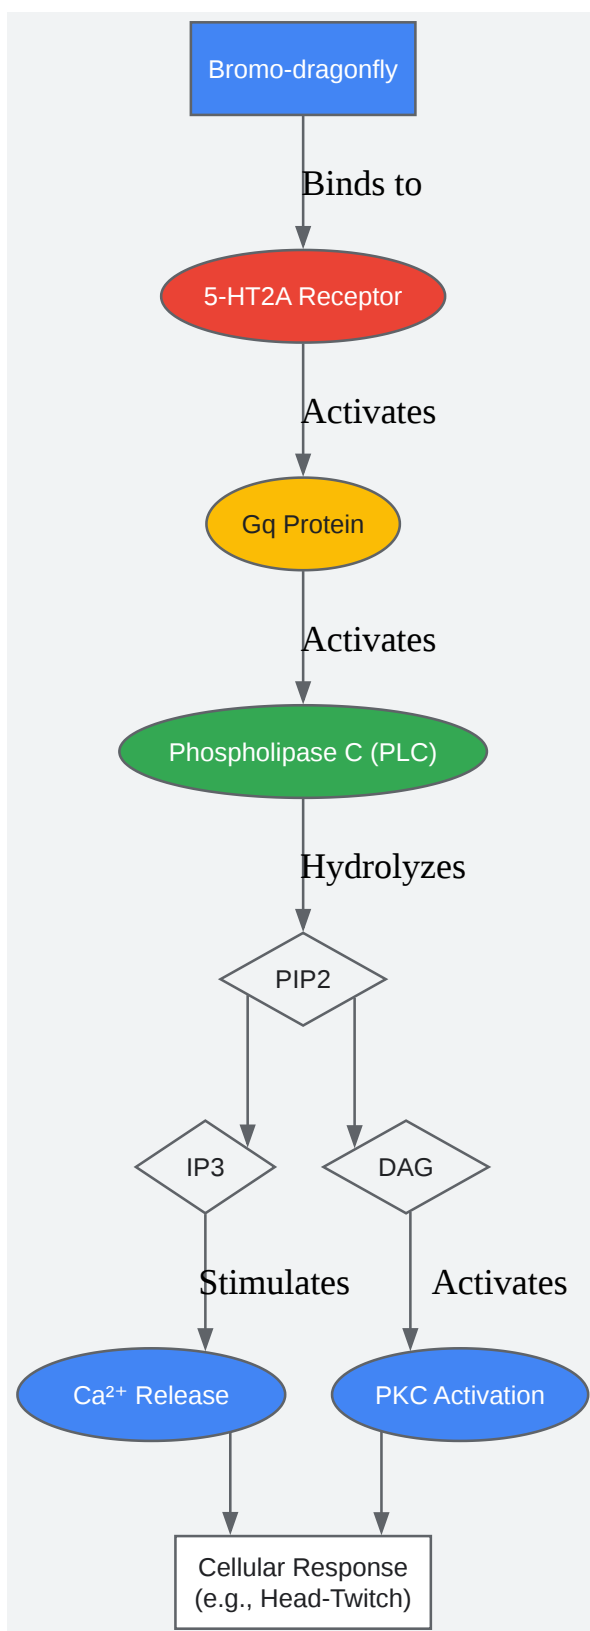 Bromo-dragonfly
Binds to
5-HT2A Receptor
Activates
Gq Protein
Activates
Phospholipase C (PLC)
Hydrolyzes
PIP2
IP3
DAG
Stimulates
Activates
Ca²⁺ Release
PKC Activation
Cellular Response
(e.g., Head-Twitch)